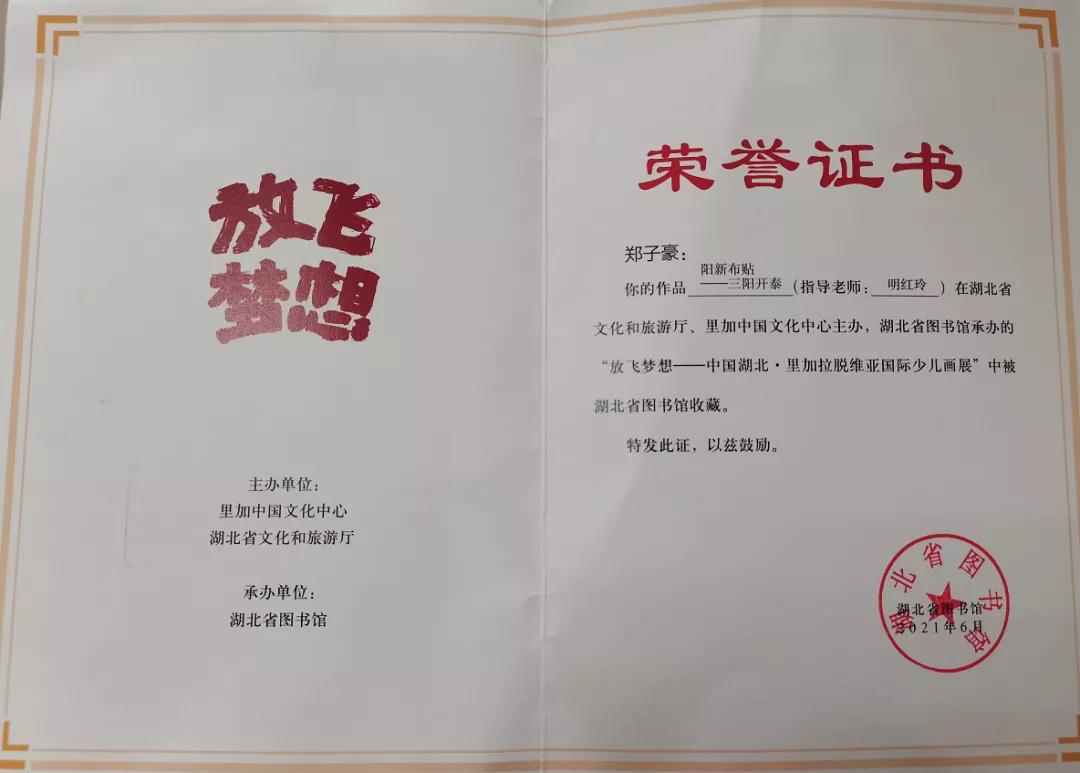 放飞
梦想
主办单位：
里加中国文化中心
湖北省文化和旅游厅
承办单位：
湖北省图书馆
荣誉证书
郑子豪：
阳新布贴
你的作品——三阳开泰（指导老师：明红玲）在湖北省
文化和旅游厅、里加中国文化中心主办，湖北省图书馆承办的
“放飞梦想——中国湖北·里加拉脱维亚国际少儿画展”中被
湖北省图书馆收藏。
特发此证，以兹鼓励。
湖北省图书馆
湖北省图书馆
2021年6月